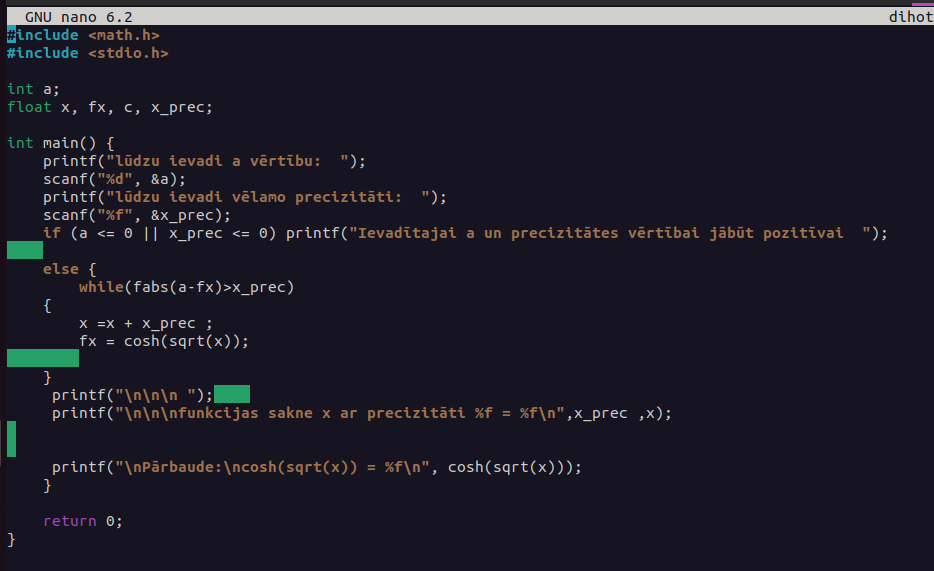 GNU nano 6.2 dihot
#include <math.h>
#include <stdio.h>
int a;
float x, fx, c, x_prec;
int main() {
printf("lūdzu ievadi a vērtību:  ");
scanf("%d", &a);
printf("lūdzu ievadi vēlamo precizitāti:  ");
scanf("%f", &x_prec);
if (a <= 0 || x_prec <= 0) printf("Ievadītajai a un precizitātes vērtībai jābūt pozitīvai  ");
else {
while(fabs(a-fx)>x_prec)
{
x =x + x_prec ;
fx = cosh(sqrt(x));
}
printf("\n\n\n ");
printf("\n\n\nfunkcijas sakne x ar precizitāti %f = %f\n",x_prec ,x);
printf("\nPārbaude:\ncosh(sqrt(x)) = %f\n", cosh(sqrt(x)));
}
return 0;
}